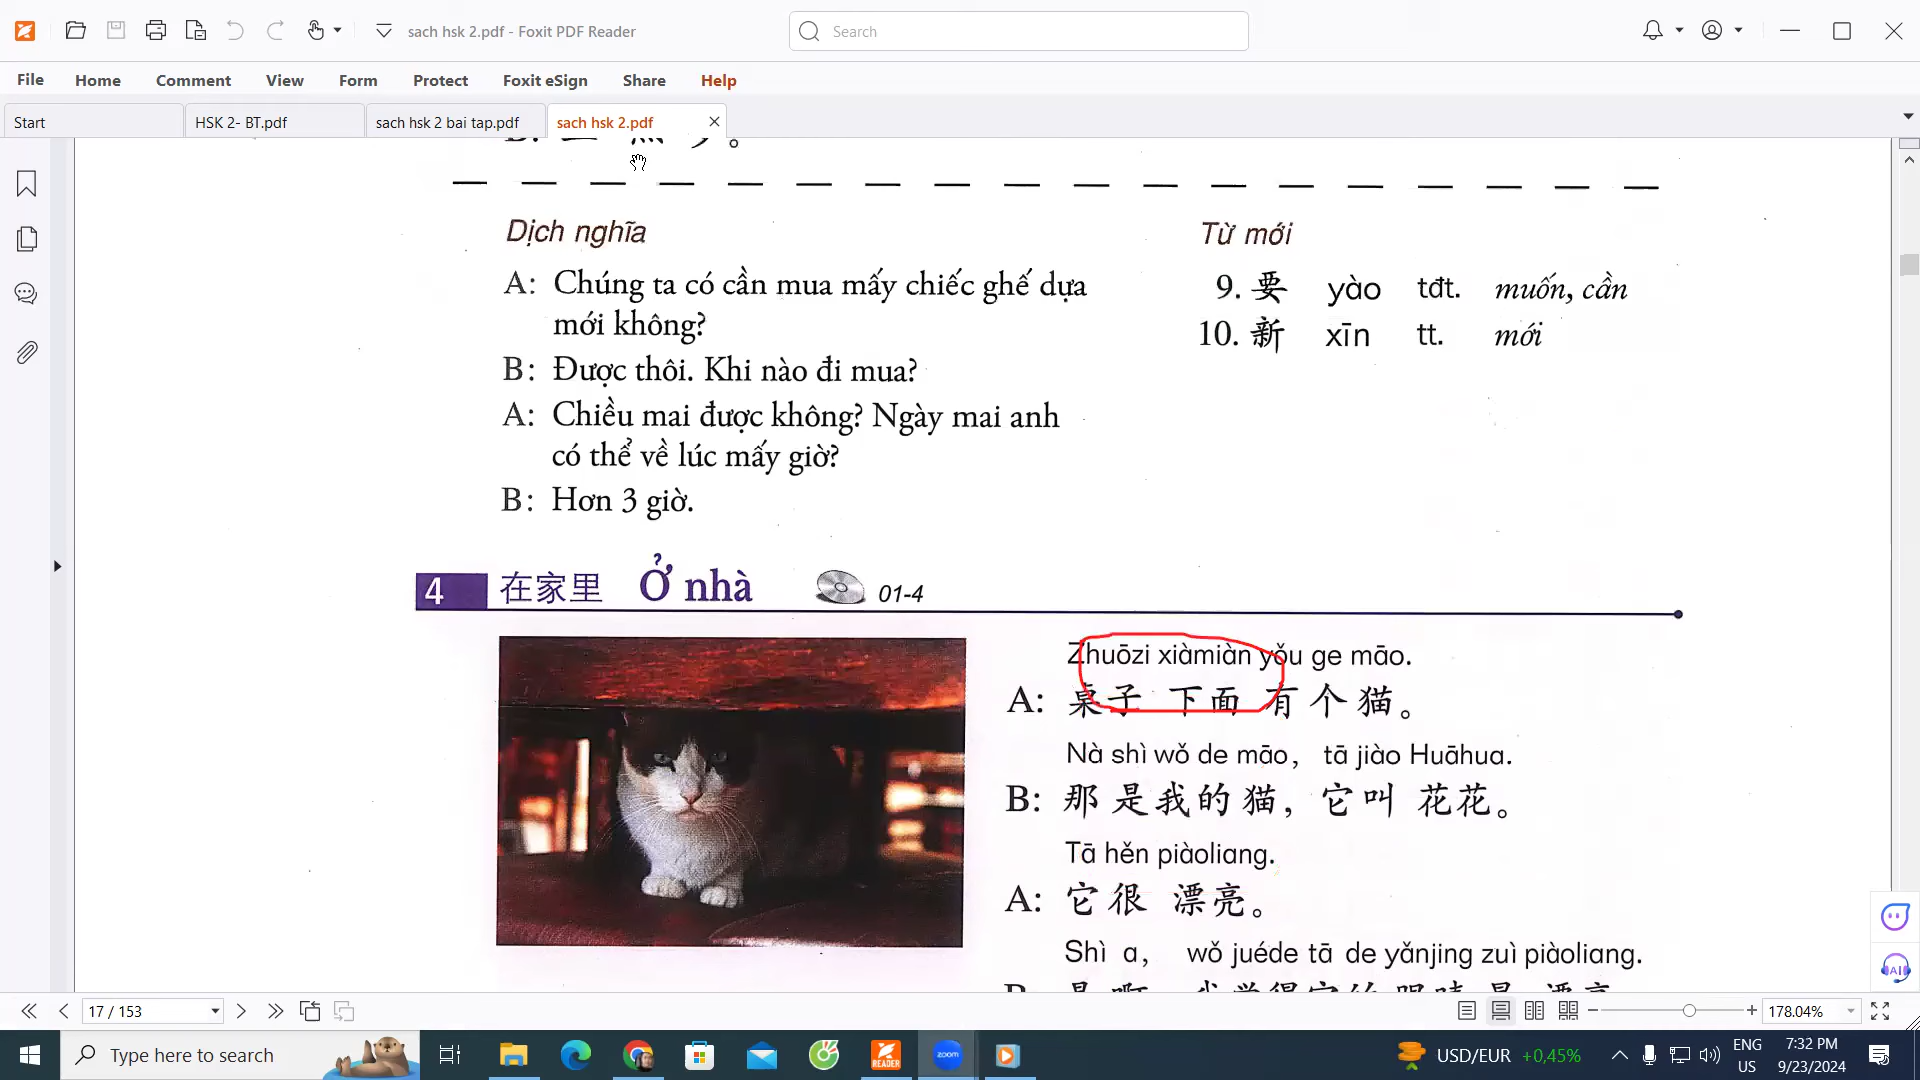 sach hsk 2.pdf - Foxit PDF Reader
Search
File Home Comment View Form Protect Foxit eSign Share Help
Start HSK 2- BT.pdf sach hsk 2 bai tap.pdf sach hsk 2.pdf
Dịch nghĩa
A: Chúng ta có cần mua mấy chiếc ghế dựa
mới không?
B: Được thôi. Khi nào đi mua?
A: Chiều mai được không? Ngày mai anh
có thể về lúc mấy giờ?
B: Hơn 3 giờ.
Từ mới
9. 要 yào tđt. muốn, cần
10. 新 xīn tt. mới
4 在家里 Ở nhà 01-4
Zhuōzi xiàmiàn yǒu ge māo.
A: 桌子 下面 有个猫。
Nà shì wǒ de māo, tā jiào Huāhua.
B: 那是我的猫,它叫 花花。
Tā hěn piàoliang.
A: 它很 漂亮。
Shì a, wǒ juéde tā de yǎnjing zuì piàoliang.
17 / 153
178.04%
Type here to search
READER
zoom
USD/EUR +0,45%
ENG
US
7:32 PM
9/23/2024
AI